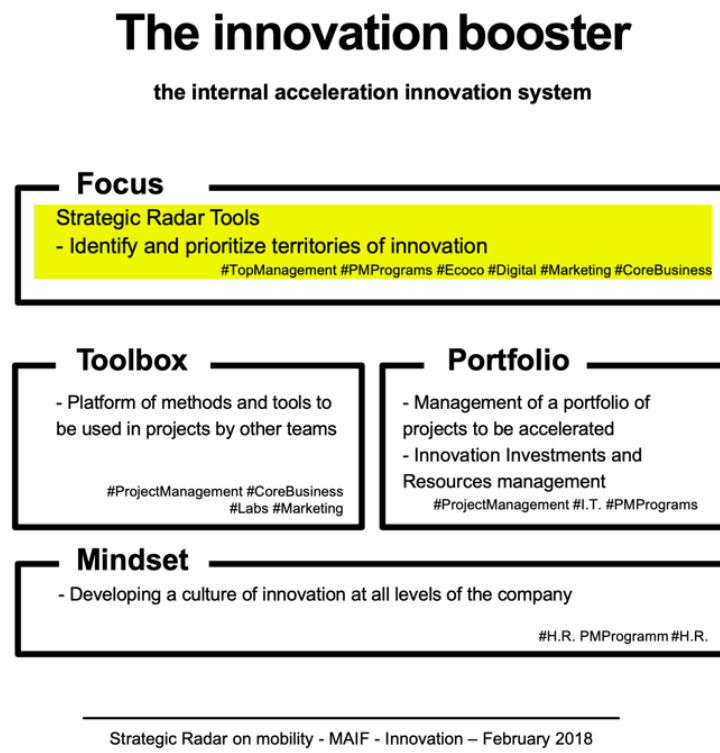 The innovation booster
the internal acceleration innovation system
Focus
Strategic Radar Tools
- Identify and prioritize territories of innovation
#TopManagement #PMPrograms #Ecoco #Digital #Marketing #CoreBusiness
Toolbox
- Platform of methods and tools to
be used in projects by other teams
#ProjectManagement #CoreBusiness
#Labs #Marketing
Portfolio
- Management of a portfolio of
projects to be accelerated
- Innovation Investments and
Resources management
#ProjectManagement #I.T. #PMPrograms
Mindset
- Developing a culture of innovation at all levels of the company
#H.R. PMProgramm #H.R.
Strategic Radar on mobility - MAIF - Innovation – February 2018